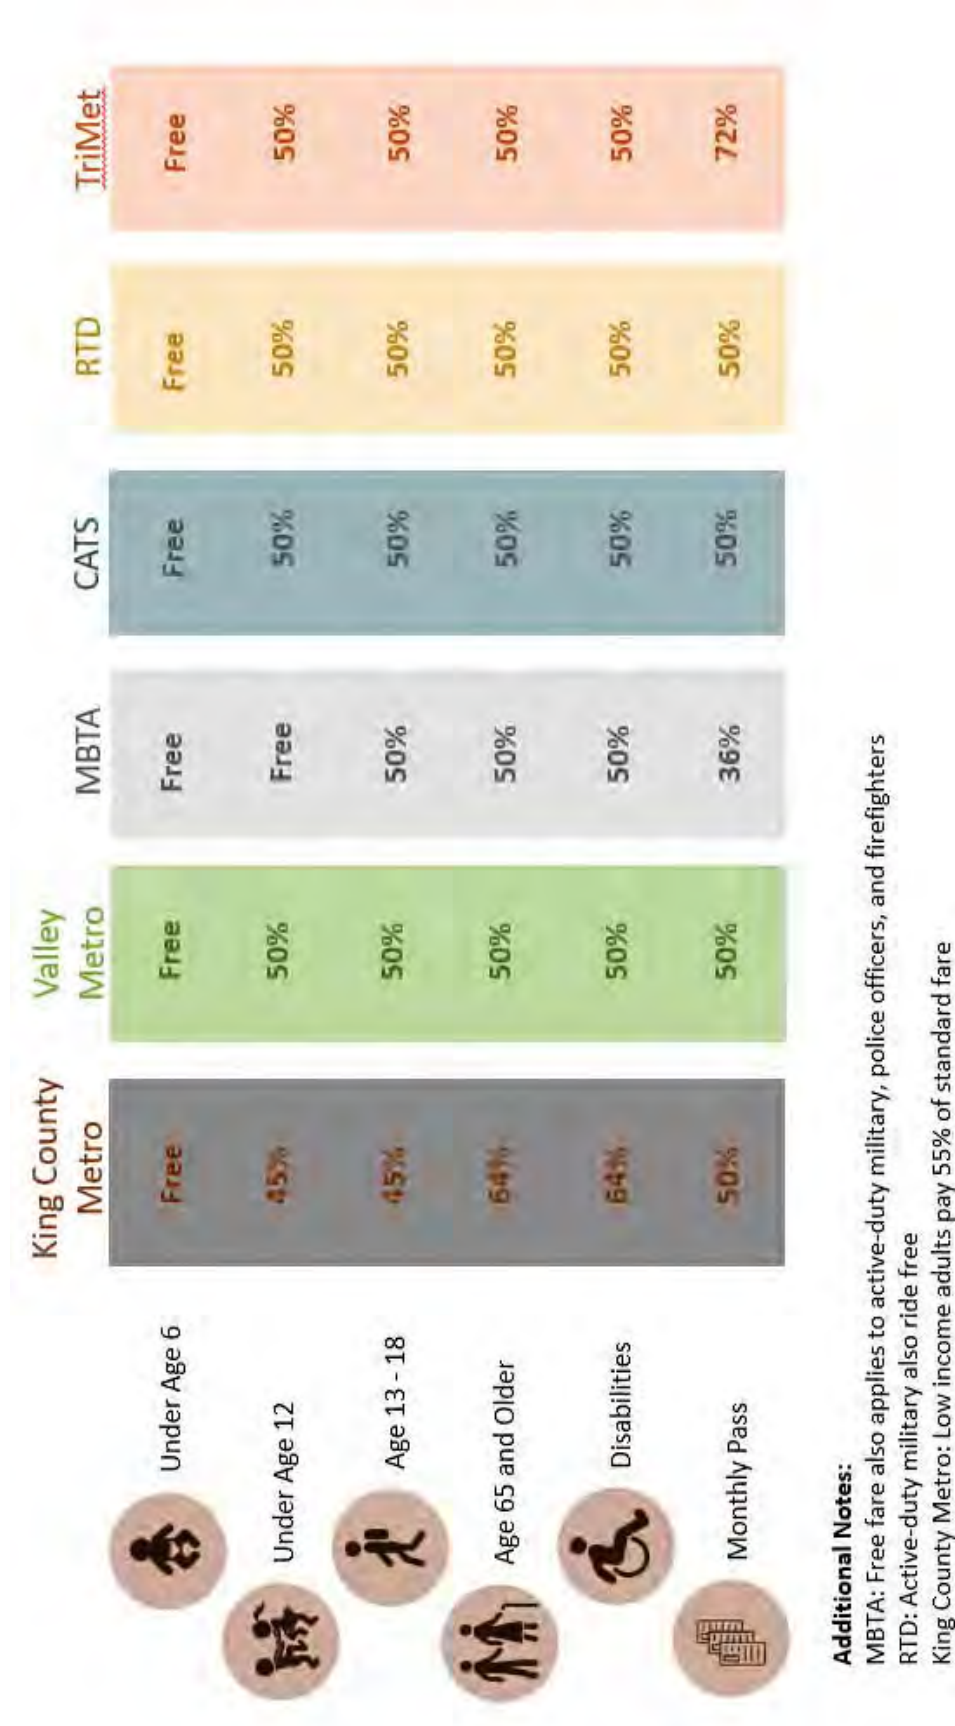 King County
Metro
Valley
Metro
MBTA
CATS
RTD
TriMet
Under Age 6
Free
Free
Free
Free
Free
Free
Under Age 12
45%
50%
Free
50%
50%
50%
Age 13 - 18
45%
50%
50%
50%
50%
50%
Age 65 and Older
64%
50%
50%
50%
50%
50%
Disabilities
64%
50%
50%
50%
50%
50%
Monthly Pass
50%
50%
36%
50%
50%
72%
Additional Notes:
MBTA: Free fare also applies to active-duty military, police officers, and firefighters
RTD: Active-duty military also ride free
King County Metro: Low income adults pay 55% of standard fare